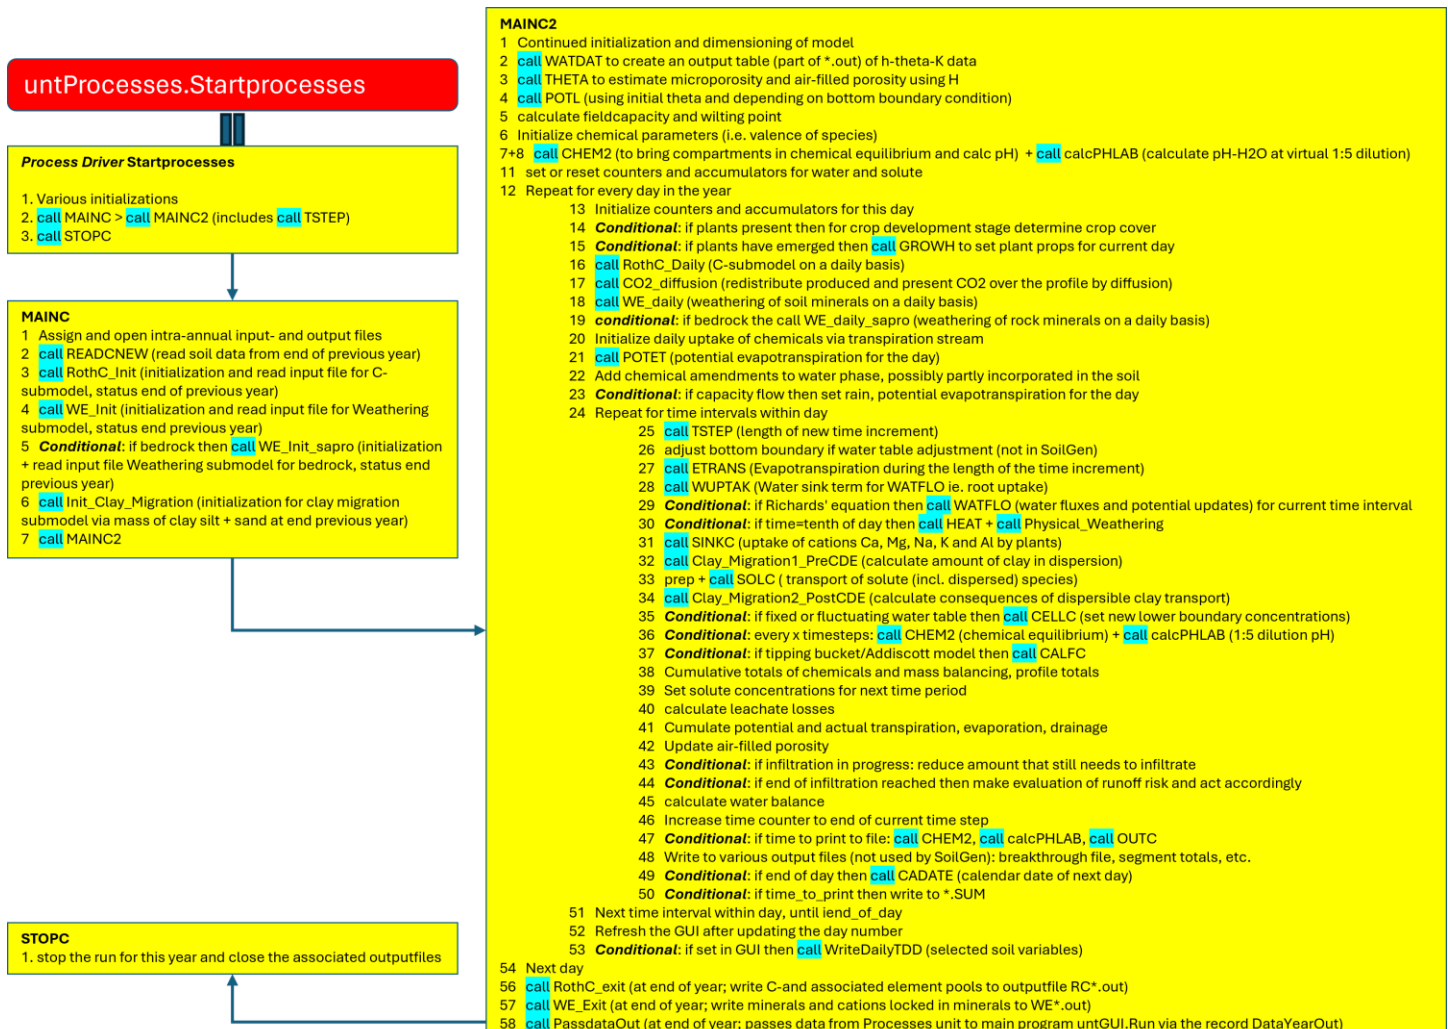 untProcesses.Startprocesses
Process Driver Startprocesses
1. Various initializations
2. call MAINC > call MAINC2 (includes call TSTEP)
3. call STOPC
MAINC
1 Assign and open intra-annual input- and output files
2 call READCNEW (read soil data from end of previous year)
3 call RothC_Init (initialization and read input file for C-
submodel, status end of previous year)
4 call WE_Init (initialization and read input file for Weathering
submodel, status end previous year)
5 Conditional: if bedrock then call WE_Init_sapro (initialization
+ read input file Weathering submodel for bedrock, status end
previous year)
6 call Init_Clay_Migration (initialization for clay migration
submodel via mass of clay silt + sand at end previous year)
7 call MAINC2
STOPC
1. stop the run for this year and close the associated outputfiles
MAINC2
1 Continued initialization and dimensioning of model
2 call WATDAT to create an output table (part of *.out) of h-theta-K data
3 call THETA to estimate microporosity and air-filled porosity using H
4 call POTL (using initial theta and depending on bottom boundary condition)
5 calculate fieldcapacity and wilting point
6 Initialize chemical parameters (i.e. valence of species)
7+8 call CHEM2 (to bring compartments in chemical equilibrium and calc pH) + call calcPHLAB (calculate pH-H2O at virtual 1:5 dilution)
11 set or reset counters and accumulators for water and solute
12 Repeat for every day in the year
13 Initialize counters and accumulators for this day
14 Conditional: if plants present then for crop development stage determine crop cover
15 Conditional: if plants have emerged then call GROWH to set plant props for current day
16 call RothC_Daily (C-submodel on a daily basis)
17 call CO2_diffusion (redistribute produced and present CO2 over the profile by diffusion)
18 call WE_daily (weathering of soil minerals on a daily basis)
19 conditional: if bedrock the call WE_daily_sapro (weathering of rock minerals on a daily basis)
20 Initialize daily uptake of chemicals via transpiration stream
21 call POTET (potential evapotranspiration for the day)
22 Add chemical amendments to water phase, possibly partly incorporated in the soil
23 Conditional: if capacity flow then set rain, potential evapotranspiration for the day
24 Repeat for time intervals within day
25 call TSTEP (length of new time increment)
26 adjust bottom boundary if water table adjustment (not in SoilGen)
27 call ETRANS (Evapotranspiration during the length of the time increment)
28 call WUPTAK (Water sink term for WATFLO ie. root uptake)
29 Conditional: if Richards' equation then call WATFLO (water fluxes and potential updates) for current time interval
30 Conditional: if time=tenth of day then call HEAT + call Physical_Weathering
31 call SINKC (uptake of cations Ca, Mg, Na, K and Al by plants)
32 call Clay_Migration1_PreCDE (calculate amount of clay in dispersion)
33 prep + call SOLC ( transport of solute (incl. dispersed) species)
34 call Clay_Migration2_PostCDE (calculate consequences of dispersible clay transport)
35 Conditional: if fixed or fluctuating water table then call CELLC (set new lower boundary concentrations)
36 Conditional: every x timesteps: call CHEM2 (chemical equilibrium) + call calcPHLAB (1:5 dilution pH)
37 Conditional: if tipping bucket/Addiscott model then call CALFC
38 Cumulative totals of chemicals and mass balancing, profile totals
39 Set solute concentrations for next time period
40 calculate leachate losses
41 Cumulate potential and actual transpiration, evaporation, drainage
42 Update air-filled porosity
43 Conditional: if infiltration in progress: reduce amount that still needs to infiltrate
44 Conditional: if end of infiltration reached then make evaluation of runoff risk and act accordingly
45 calculate water balance
46 Increase time counter to end of current time step
47 Conditional: if time to print to file: call CHEM2, call calcPHLAB, call OUTC
48 Write to various output files (not used by SoilGen): breakthrough file, segment totals, etc.
49 Conditional: if end of day then call CADATE (calendar date of next day)
50 Conditional: if time_to_print then write to *.SUM
51 Next time interval within day, until iend_of_day
52 Refresh the GUI after updating the day number
53 Conditional: if set in GUI then call WriteDailyTDD (selected soil variables)
54 Next day
56 call RothC_exit (at end of year; write C-and associated element pools to outputfile RC*.out)
57 call WE_Exit (at end of year; write minerals and cations locked in minerals to WE*.out)
58 call PassdataOut (at end of year; passes data from Processes unit to main program untGUI.Run via the record DataYearOut)